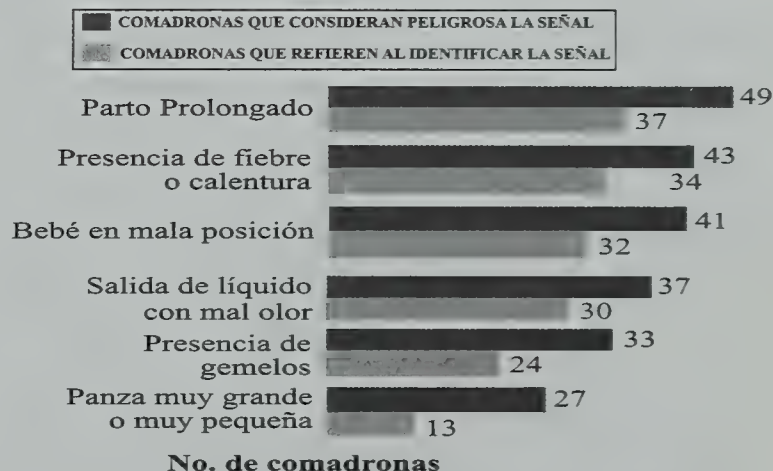 COMADRONAS QUE CONSIDERAN PELIGROSA LA SEÑAL
COMADRONAS QUE REFIEREN AL IDENTIFICAR LA SEÑAL
Parto Prolongado
49
37
Presencia de fiebre
o calentura
43
34
Bebé en mala posición
41
32
Salida de líquido
con mal olor
37
30
Presencia de
gemelos
33
24
Panza muy grande
o muy pequeña
27
13
No. de comadronas